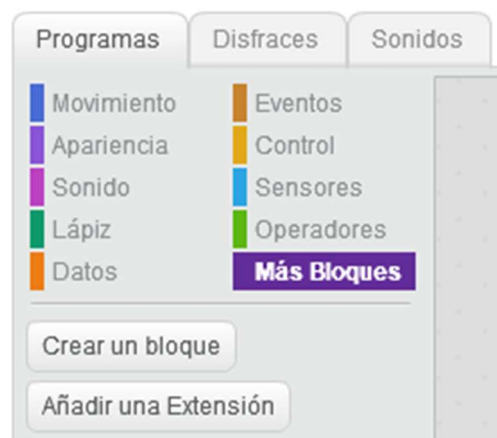 Programas Disfraces Sonidos
Movimiento Eventos
Apariencia Control
Sonido Sensores
Lápiz Operadores
Datos Más Bloques
Crear un bloque
Añadir una Extensión